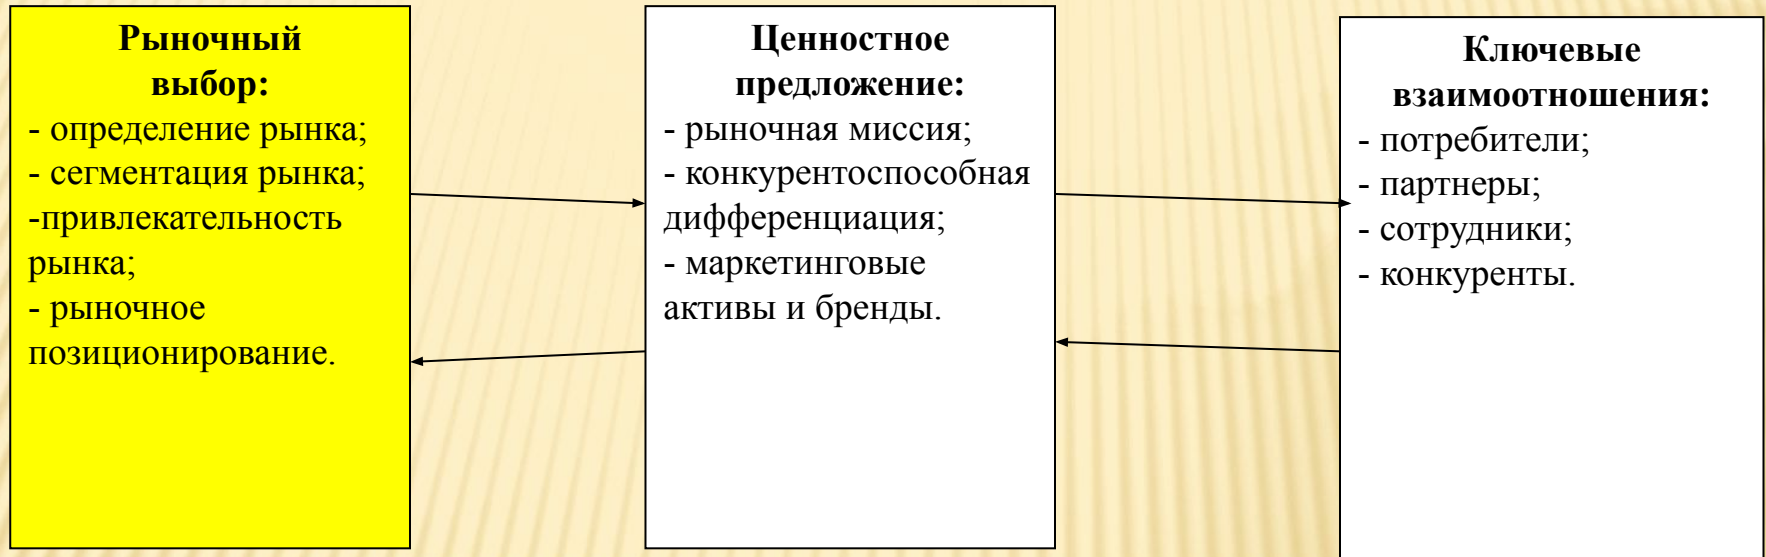 Рыночный
выбор:
- определение рынка;
- сегментация рынка;
-привлекательность
рынка;
- рыночное
позиционирование.
Ценностное
предложение:
- рыночная миссия;
- конкурентоспособная
дифференциация;
- маркетинговые
активы и бренды.
Ключевые
взаимоотношения:
- потребители;
- партнеры;
- сотрудники;
- конкуренты.